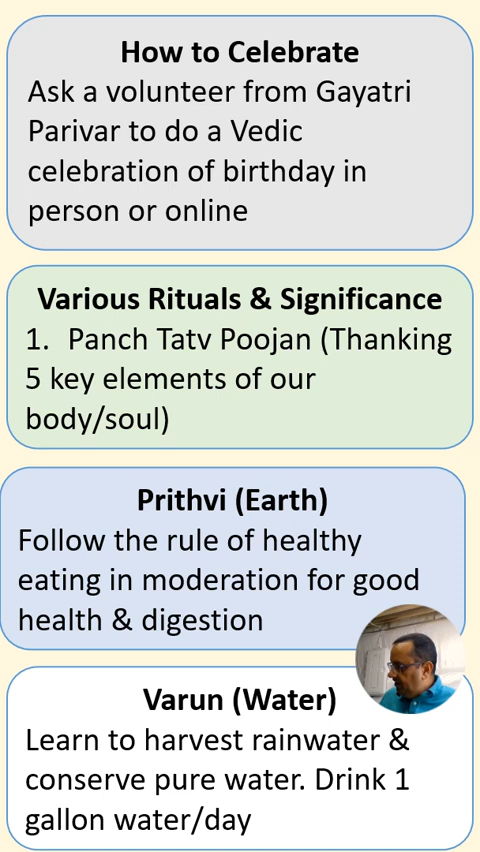 How to Celebrate
Ask a volunteer from Gayatri
Parivar to do a Vedic
celebration of birthday in
person or online
Various Rituals & Significance
1. Panch Tatv Poojan (Thanking
5 key elements of our
body/soul)
Prithvi (Earth)
Follow the rule of healthy
eating in moderation for good
health & digestion
Varun (Water)
Learn to harvest rainwater &
conserve pure water. Drink 1
gallon water/day